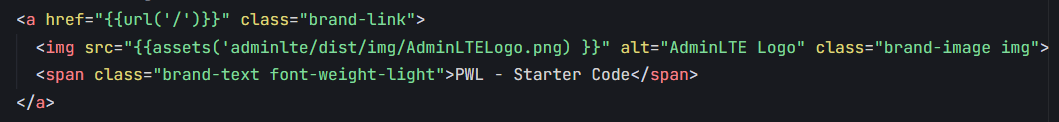 <a href="{{url('/')}}" class="brand-link">
<img src="{{assets('adminlte/dist/img/AdminLTELogo.png) }}" alt="AdminLTE Logo" class="brand-image img">
<span class="brand-text font-weight-light">PWL - Starter Code</span>
</a>